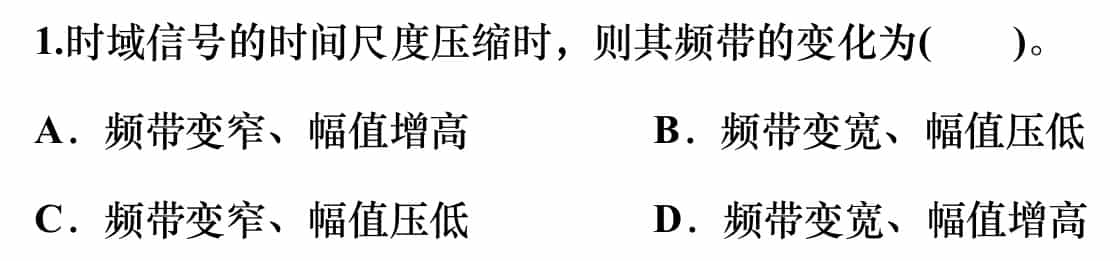 1.时域信号的时间尺度压缩时，则其频带的变化为(  )。
A．频带变窄、幅值增高 B．频带变宽、幅值压低
C．频带变窄、幅值压低 D．频带变宽、幅值增高